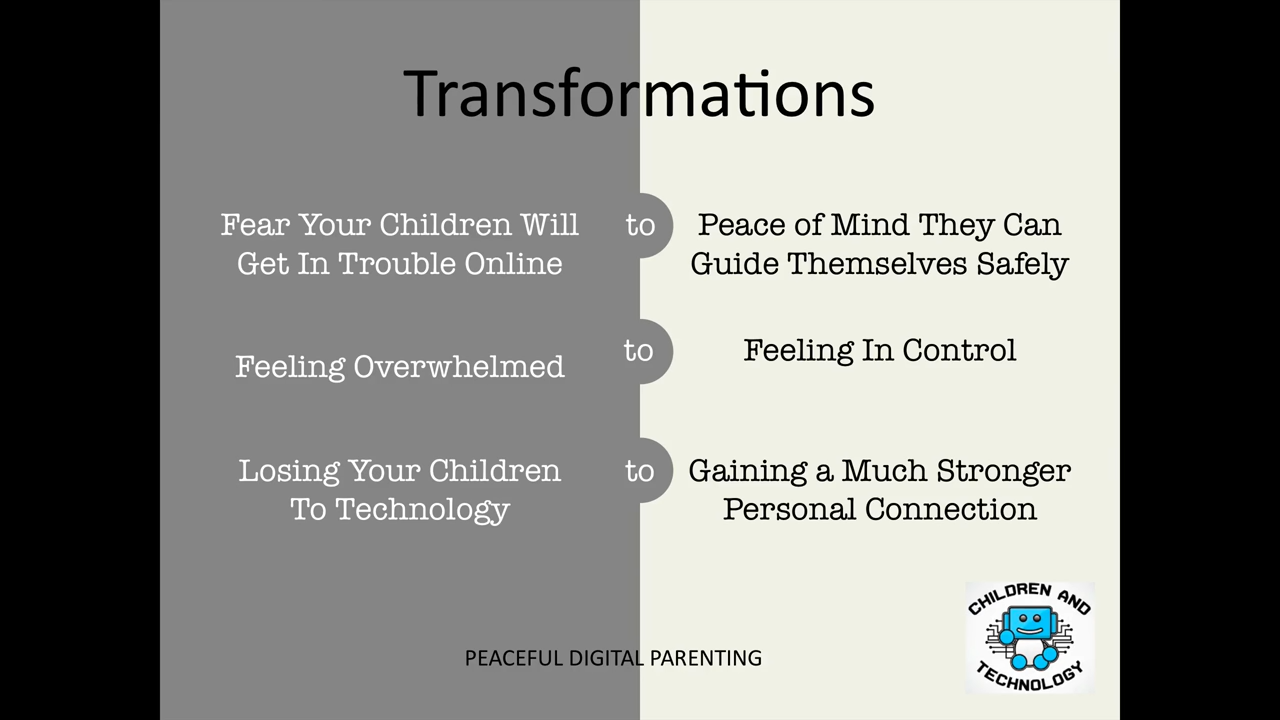 Transformations
Fear Your Children Will
Get In Trouble Online
to
Peace of Mind They Can
Guide Themselves Safely
Feeling Overwhelmed
to
Feeling In Control
Losing Your Children
To Technology
to
Gaining a Much Stronger
Personal Connection
PEACEFUL DIGITAL PARENTING
CHILDREN AND
TECHNOLOGY